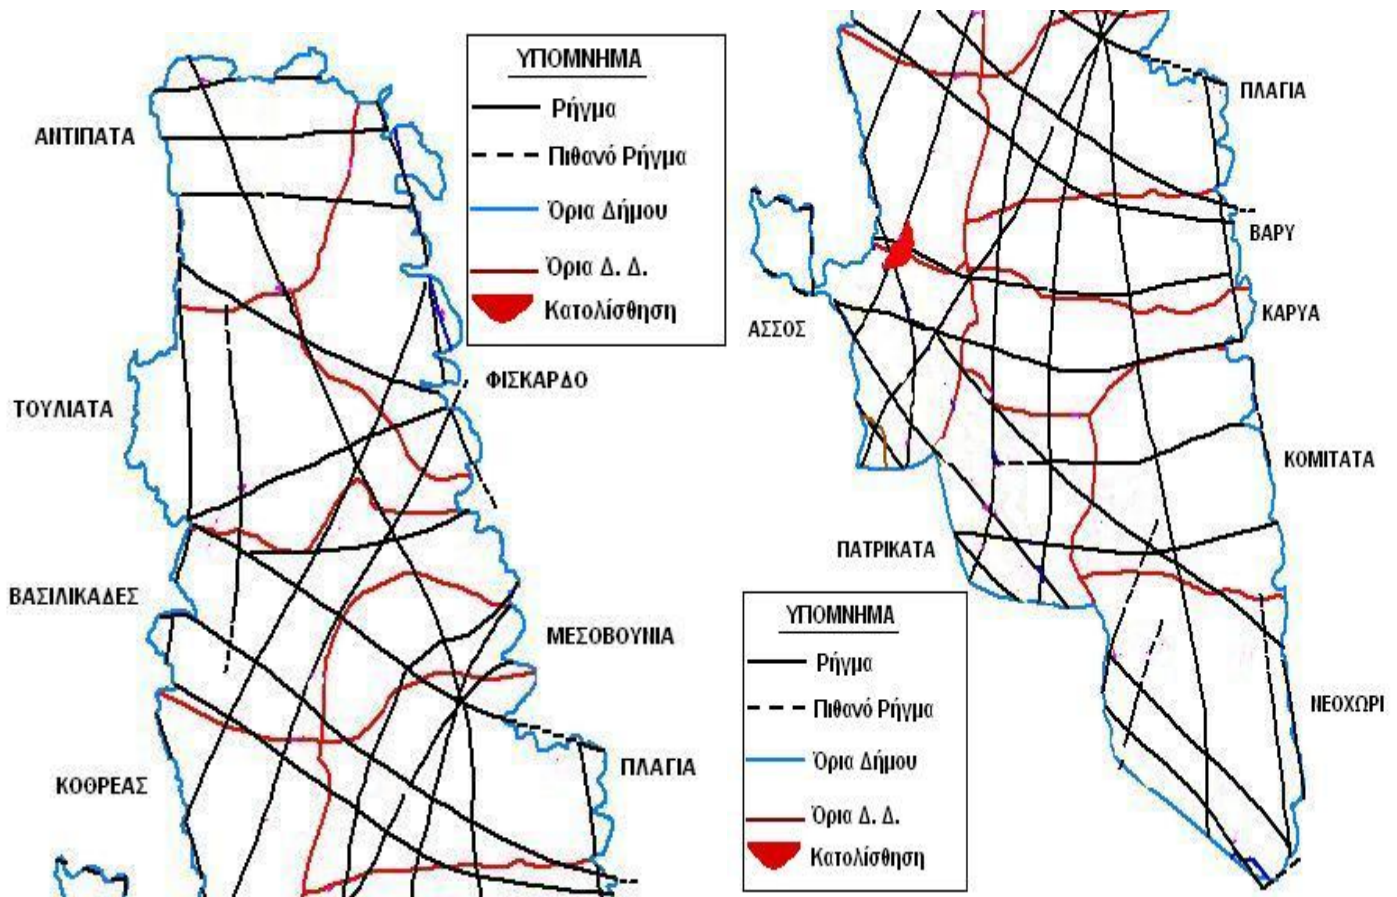 ΑΝΤΙΠΑΤΑ
ΤΟΥΛΙΑΤΑ
ΒΑΣΙΛΙΚΑΔΕΣ
ΚΟΘΡΕΑΣ
ΦΙΣΚΑΡΔΟ
ΜΕΣΟΒΟΥΝΙΑ
ΠΛΑΓΙΑ
ΥΠΟΜΝΗΜΑ
Ρήγμα
Πιθανό Ρήγμα
Όρια Δήμου
Όρια Δ. Δ.
Κατολίσθηση
ΠΛΑΓΙΑ
ΒΑΡΥ
ΚΑΡΥΑ
ΑΣΣΟΣ
ΚΟΜΙΤΑΤΑ
ΠΑΤΡΙΚΑΤΑ
ΝΕΟΧΩΡΙ
ΥΠΟΜΝΗΜΑ
Ρήγμα
Πιθανό Ρήγμα
Όρια Δήμου
Όρια Δ. Δ.
Κατολίσθηση